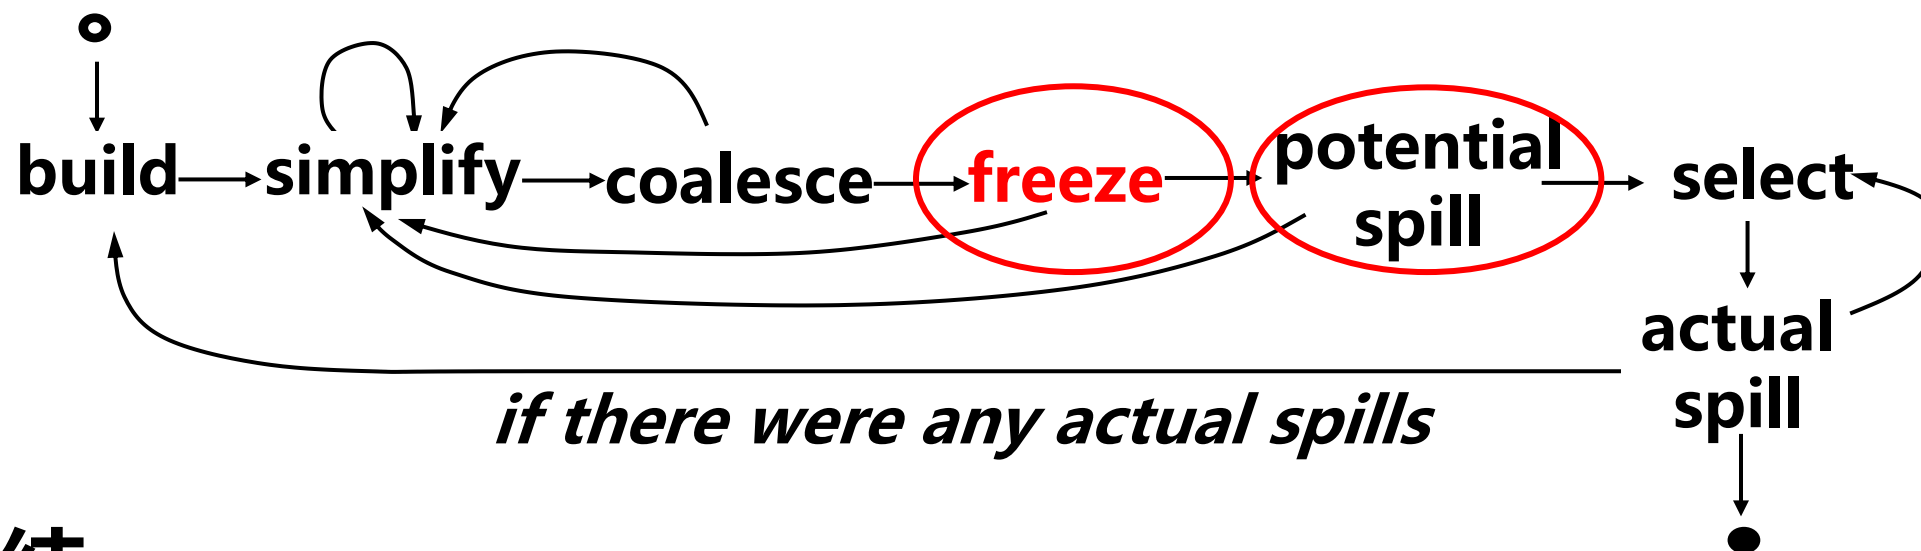 build
simplify
coalesce
freeze
potential
spill
select
actual
spill
if there were any actual spills